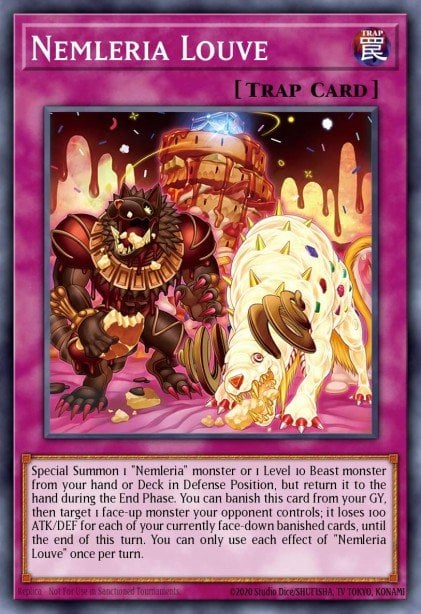 Nemleria Louve
TRAP
罠
[Trap Card]
Special Summon 1 "Nemleria" monster or 1 Level 10 Beast monster
from your hand or Deck in Defense Position, but return it to the
hand during the End Phase. You can banish this card from your GY,
then target 1 face-up monster your opponent controls; it loses 100
ATK/DEF for each of your currently face-down banished cards, until
the end of this turn. You can only use each effect of "Nemleria
Louve" once per turn.
Replica - Not For Use in Sanctioned Tournaments
©2020 Studio Dice/SHUEISHA, TV TOKYO, KONAMI